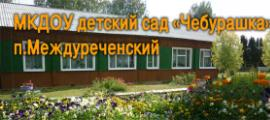 МКДОУ детский сад «Чебурашка»
п.Междуреченский